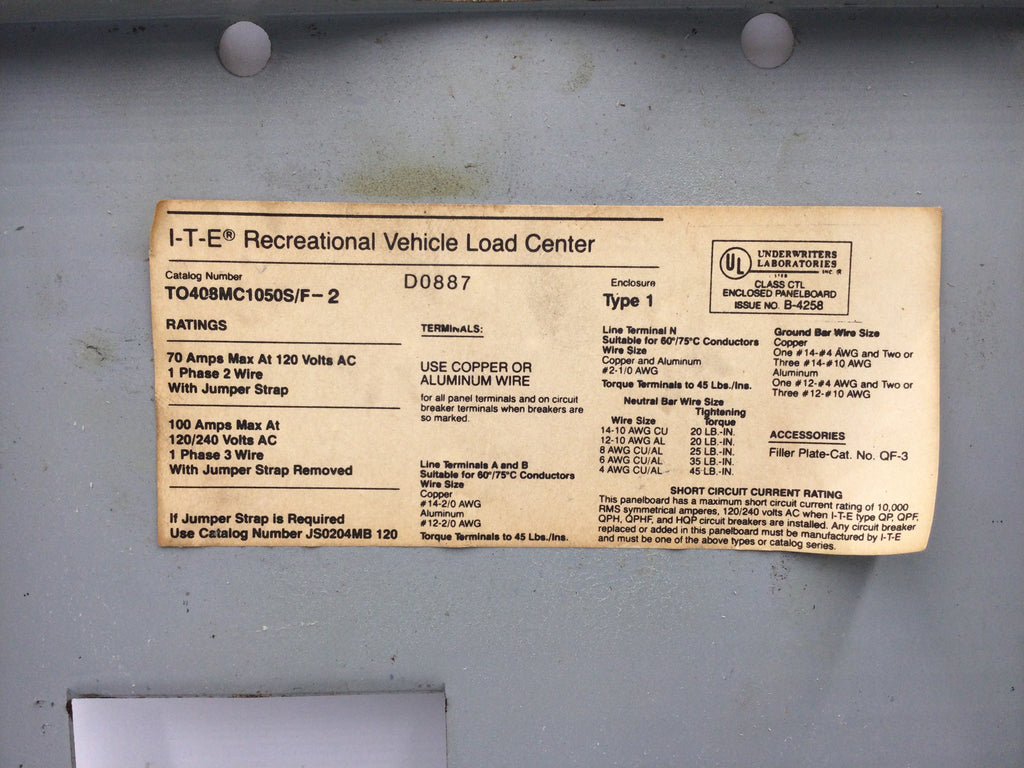 I-T-E® Recreational Vehicle Load Center
Catalog Number
TO408MC1050S/F-2
D0887
Enclosure
Type 1
UL
UNDERWRITERS
LABORATORIES
INC. ®
CLASS CTL
ENCLOSED PANELBOARD
ISSUE NO. B-4258
RATINGS
70 Amps Max At 120 Volts AC
1 Phase 2 Wire
With Jumper Strap
100 Amps Max At
120/240 Volts AC
1 Phase 3 Wire
With Jumper Strap Removed
If Jumper Strap is Required
Use Catalog Number JS0204MB 120
TERMINALS:
USE COPPER OR
ALUMINUM WIRE
for all panel terminals and on circuit
breaker terminals when breakers are
so marked.
Line Terminals A and B
Suitable for 60°/75°C Conductors
Wire Size
Copper
#14-2/0 AWG
Aluminum
#12-2/0 AWG
Torque Terminals to 45 Lbs./Ins.
Line Terminal N
Suitable for 60°/75°C Conductors
Wire Size
Copper and Aluminum
#2-1/0 AWG
Torque Terminals to 45 Lbs./Ins.
Neutral Bar Wire Size
Wire Size Tightening Torque
14-10 AWG CU 20 LB.-IN.
12-10 AWG AL 20 LB.-IN.
8 AWG CU/AL 25 LB.-IN.
6 AWG CU/AL 35 LB.-IN.
4 AWG CU/AL 45 LB.-IN.
Ground Bar Wire Size
Copper
One #14-#4 AWG and Two or
Three #14-#10 AWG
Aluminum
One #12-#4 AWG and Two or
Three #12-#10 AWG
ACCESSORIES
Filler Plate-Cat. No. QF-3
SHORT CIRCUIT CURRENT RATING
This panelboard has a maximum short circuit current rating of 10,000
RMS symmetrical amperes, 120/240 volts AC when I-T-E type QP, QPF,
QPH, QPHF, and HQP circuit breakers are installed. Any circuit breaker
replaced or added in this panelboard must be manufactured by I-T-E
and must be one of the above types or catalog series.